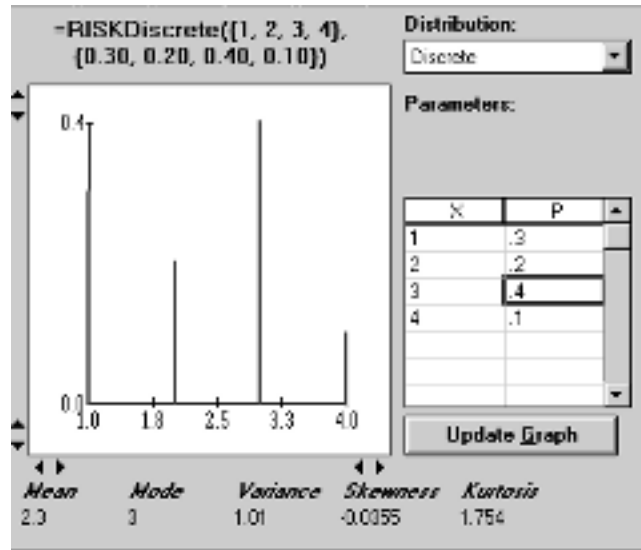 =RISKDiscrete({1, 2, 3, 4},
{0.30, 0.20, 0.40, 0.10})
Distribution:
Discrete
Parameters:
X P
1 .3
2 .2
3 .4
4 .1
Update Graph
0.4
0.0
1.0 1.8 2.5 3.3 4.0
Mean Mode Variance Skewness Kurtosis
2.3 3 1.01 -0.0355 1.754